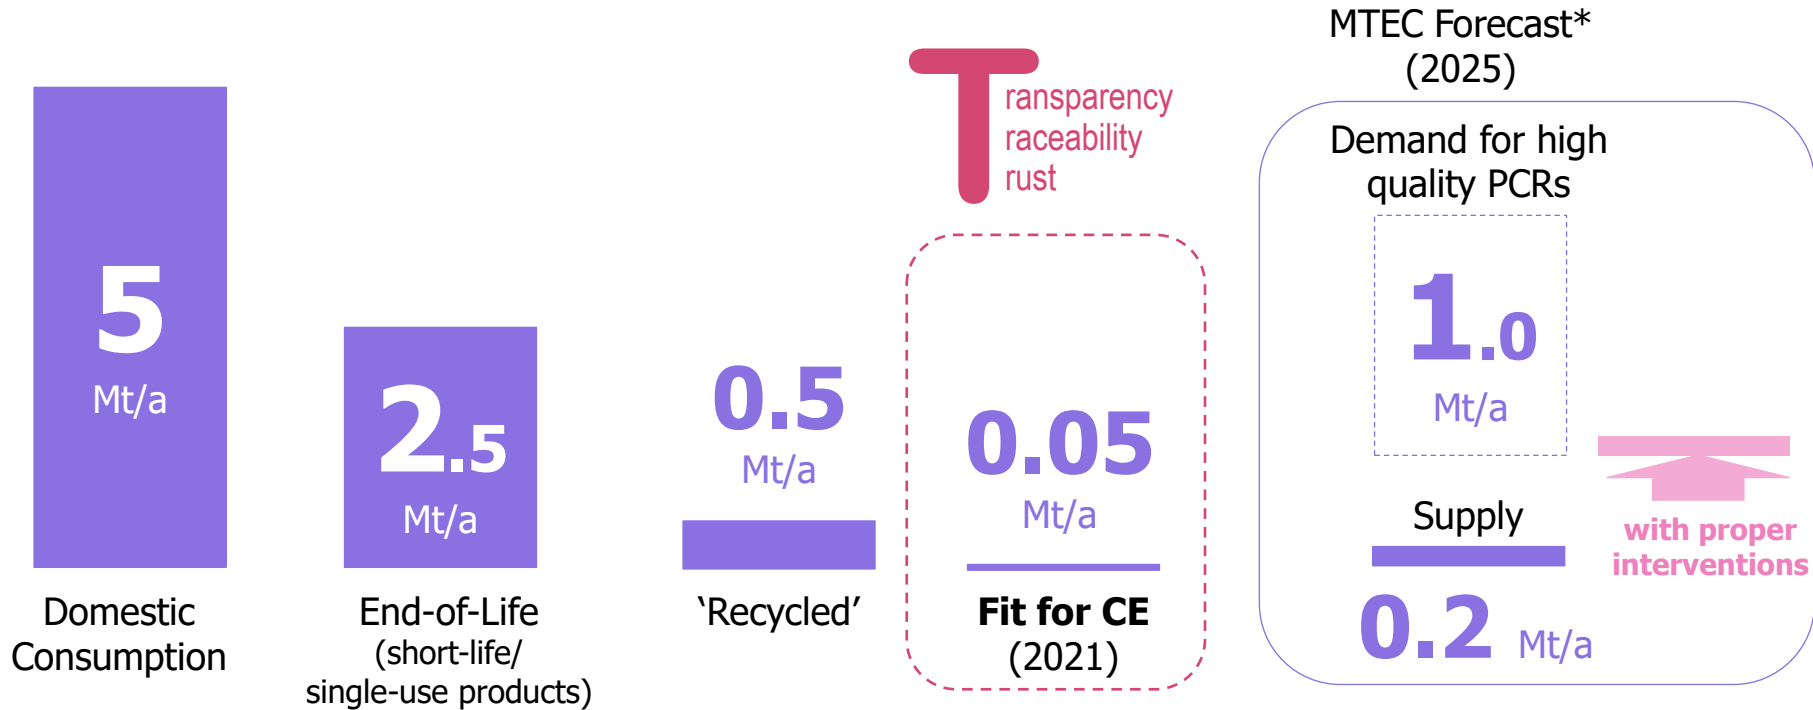 5
Mt/a
Domestic
Consumption
2.5
Mt/a
End-of-Life
(short-life/
single-use products)
0.5
Mt/a
‘Recycled’
Transparency
raceability
rust
0.05
Mt/a
Fit for CE
(2021)
MTEC Forecast*
(2025)
Demand for high
quality PCRs
1.0
Mt/a
Supply
0.2 Mt/a
with proper
interventions